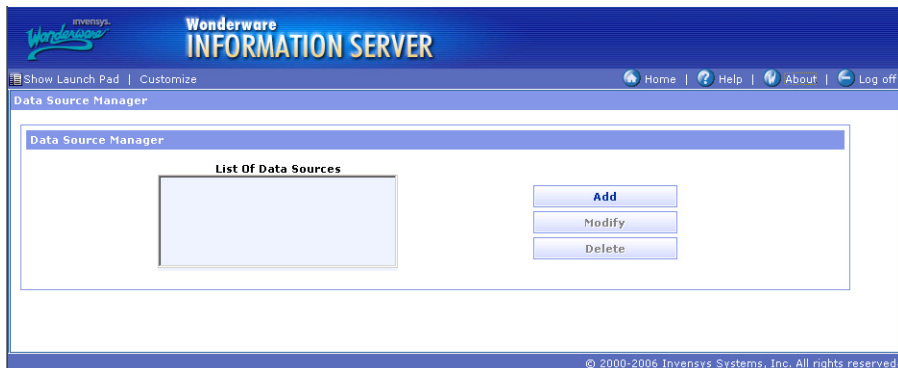 invensys.
Wonderware
Wonderware
INFORMATION SERVER
Show Launch Pad | Customize
Home | Help | About | Log off
Data Source Manager
Data Source Manager
List Of Data Sources
Add
Modify
Delete
© 2000-2006 Invensys Systems, Inc. All rights reserved